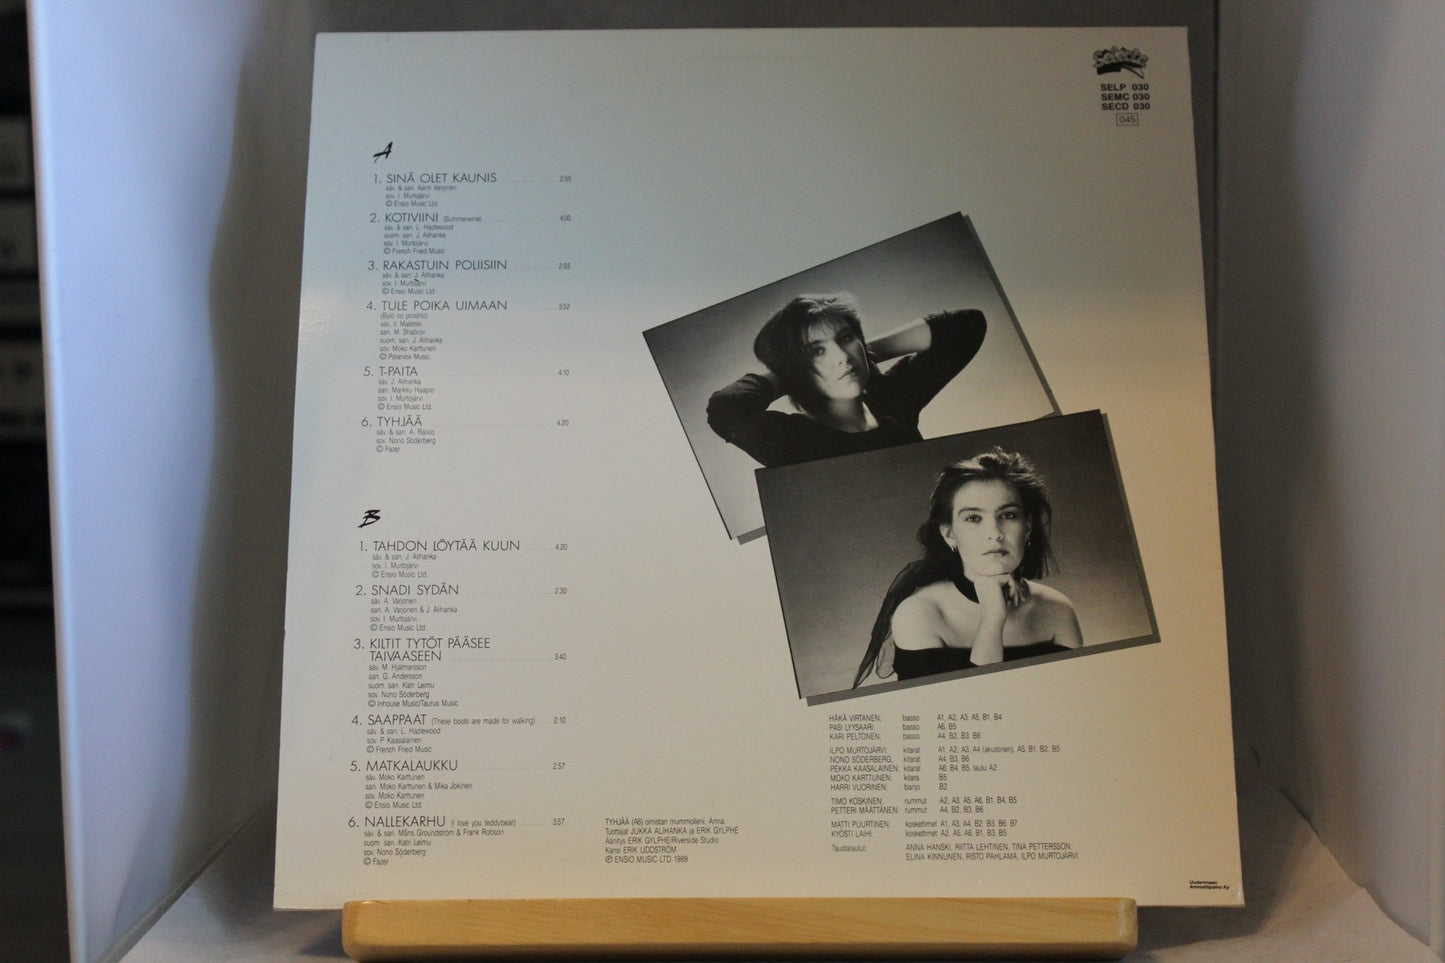 Selecta
SELP 030
SEMC 030
SECD 030
045
A
1. SINÄ OLET KAUNIS 2:55
säv. & san. Aarni Varjonen
sov. I. Murtojärvi
© Ensio Music Ltd
2. KOTIVIINI (Summerwine) 4:00
säv. & san. L. Hazlewood
suom. san. J. Alihanka
sov. I. Murtojärvi
© French Fried Music
3. RAKASTUIN POLIISIIN 2:55
säv. & san. J. Alihanka
sov. I. Murtojärvi
© Ensio Music Ltd.
4. TULE POIKA UIMAAN 3:52
(Bylo no proshlo)
säv. V. Matetski
san. M. Shabrov
suom. san. J. Alihanka
sov. Moko Karttunen
© Polarvox Music
5. T-PAITA 4:10
säv. J. Alihanka
san. Markku Haapio
sov. I. Murtojärvi
© Ensio Music Ltd.
6. TYHJÄÄ 4:20
säv. & san. A. Raivio
sov. Nono Söderberg
© Fazer
B
1. TAHDON LÖYTÄÄ KUUN 4:20
säv. & san. J. Alihanka
sov. I. Murtojärvi
© Ensio Music Ltd.
2. SNADI SYDÄN 2:30
säv. A. Varjonen
san. A. Varjonen & J. Alihanka
sov. I. Murtojärvi
© Ensio Music Ltd.
3. KILTIT TYTÖT PÄÄSEE
TAIVAASEEN 3:40
säv. M. Hjalmarsson
san. G. Andersson
suom. san. Katri Leimu
sov. Nono Söderberg
© Inhouse Music/Taurus Music
4. SAAPPAAT (These boots are made for walking) 2:10
säv. & san. L. Hazlewood
sov. P. Kaasalainen
© French Fried Music
5. MATKALAUKKU 2:57
säv. Moko Karttunen
san. Moko Karttunen & Mika Jokinen
sov. Moko Karttunen
© Ensio Music Ltd.
6. NALLEKARHU (I love you teddybear) 3:57
säv. & san. Måns Groundstroem & Frank Robson
suom. san. Katri Leimu
sov. Nono Söderberg
© Fazer
TYHJÄÄ (A6) omistan mummolleni, Anna.
Tuottajat JUKKA ALIHANKA ja ERIK GYLPHE
Äänitys ERIK GYLPHE/Riverside Studio
Kansi ERIK UDDSTRÖM
℗ ENSIO MUSIC LTD 1989
HÄKÄ VIRTANEN: basso A1, A2, A3, A5, B1, B4
PASI LYYSAARI: basso A6, B5
KARI PELTONEN: basso A4, B2, B3, B6
ILPO MURTOJÄRVI: kitarat A1, A2, A3, A4 (akustinen), A5, B1, B2, B5
NONO SÖDERBERG: kitarat A4, B3, B6
PEKKA KAASALAINEN: kitarat A6, B4, B5, laulu A2
MOKO KARTTUNEN: kitara B5
HARRI VUORINEN: banjo B2
TIMO KOSKINEN: rummut A2, A3, A5, A6, B1, B4, B5
PETTERI MÄÄTTÄNEN: rummut A4, B2, B3, B6
MATTI PUURTINEN: koskettimet A1, A3, A4, B2, B3, B6, B7
KYÖSTI LAIHI: koskettimet A2, A5, A6, B1, B3, B5
Taustalaulut: ANNA HANSKI, RIITTA LEHTINEN, TINA PETTERSSON,
ELINA KINNUNEN, RISTO PAHLAMA, ILPO MURTOJÄRVI
Uudenmaan
Ammattipaino Ky